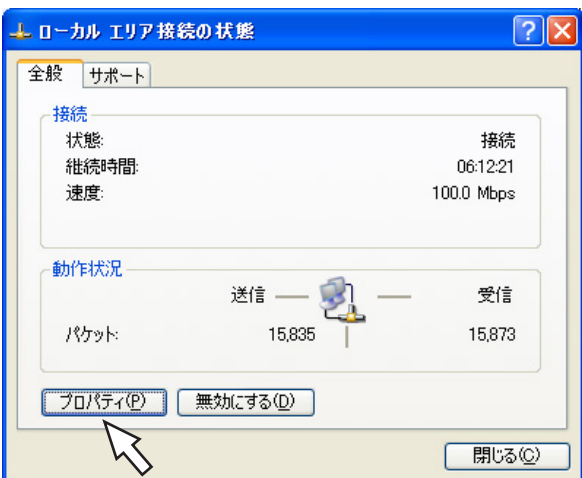 ローカル エリア接続の状態
全般 サポート
接続
状態: 接続
継続時間: 06:12:21
速度: 100.0 Mbps
動作状況
送信 受信
パケット: 15,835 15,873
プロパティ(P) 無効にする(D)
閉じる(C)